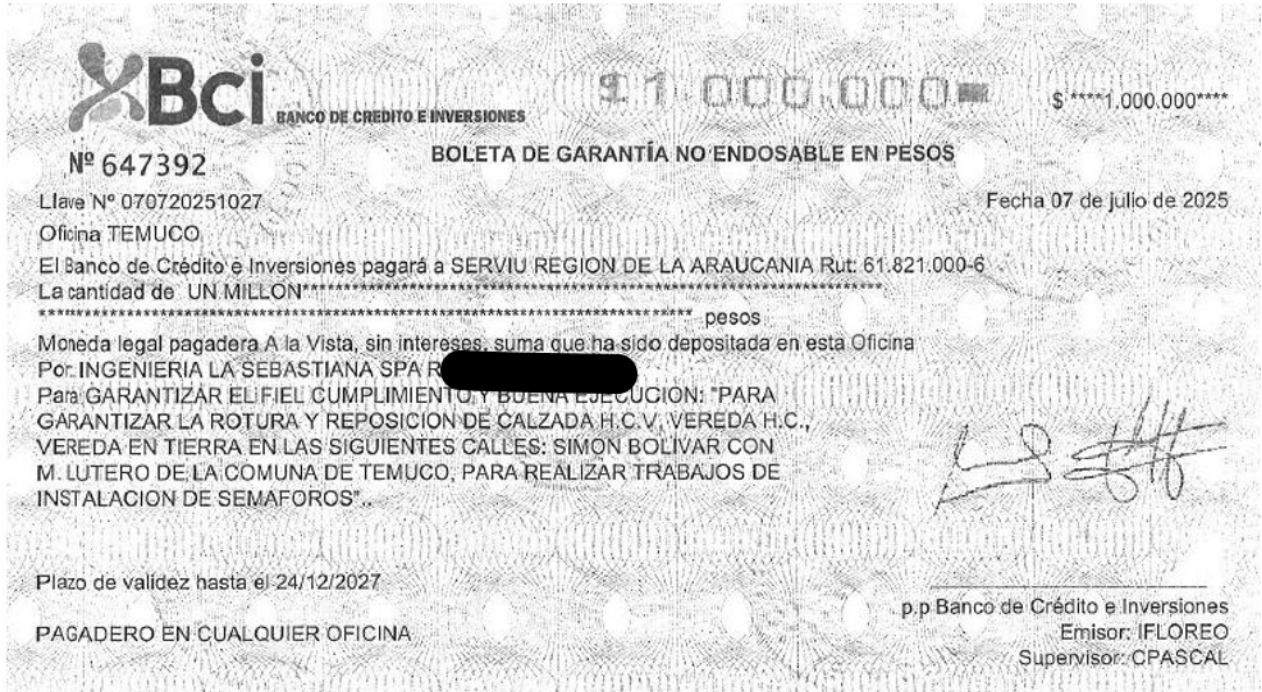 Bci BANCO DE CREDITO E INVERSIONES
$1.000.000
$ ****1.000.000****
Nº 647392
BOLETA DE GARANTÍA NO ENDOSABLE EN PESOS
Llave Nº 070720251027
Fecha 07 de julio de 2025
Oficina TEMUCO
El Banco de Crédito e Inversiones pagará a SERVIU REGION DE LA ARAUCANIA Rut: 61.821.000-6
La cantidad de UN MILLON******************************************************************************
******************************************************************************** pesos
Moneda legal pagadera A la Vista, sin intereses, suma que ha sido depositada en esta Oficina
Por: INGENIERIA LA SEBASTIANA SPA R
Para GARANTIZAR EL FIEL CUMPLIMIENTO Y BUENA EJECUCION: "PARA
GARANTIZAR LA ROTURA Y REPOSICION DE CALZADA H.C.V, VEREDA H.C.,
VEREDA EN TIERRA EN LAS SIGUIENTES CALLES: SIMON BOLIVAR CON
M. LUTERO DE LA COMUNA DE TEMUCO, PARA REALIZAR TRABAJOS DE
INSTALACION DE SEMAFOROS"..
Plazo de validez hasta el 24/12/2027
p.p Banco de Crédito e Inversiones
PAGADERO EN CUALQUIER OFICINA
Emisor: IFLOREO
Supervisor: CPASCAL